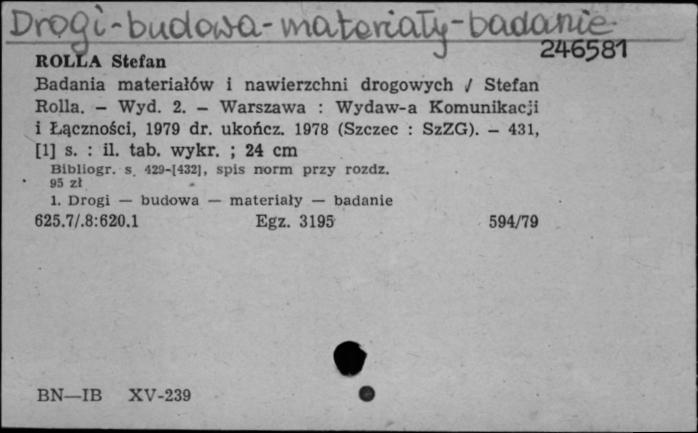 Drogi-budowa-materiały-badanie
246581
ROLLA Stefan
Badania materiałów i nawierzchni drogowych / Stefan
Rolla. — Wyd. 2. — Warszawa : Wydaw-a Komunikacji
i Łączności, 1979 dr. ukończ. 1978 (Szczec : SzZG). — 431,
[1] s. : il. tab. wykr. ; 24 cm
Bibliogr. s. 429-[432], spis norm przy rozdz.
95 zł
1. Drogi — budowa — materiały — badanie
625.7/.8:620.1 Egz. 3195 594/79
BN—IB XV-239